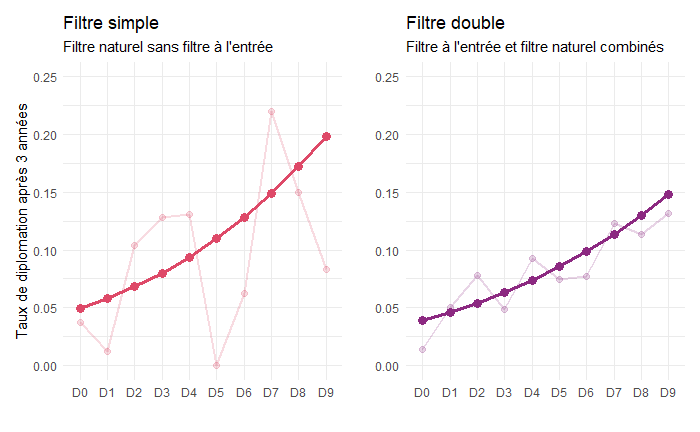 Filtre simple
Filtre naturel sans filtre à l'entrée
Taux de diplomation après 3 années
0.25
0.20
0.15
0.10
0.05
0.00
D0 D1 D2 D3 D4 D5 D6 D7 D8 D9
Filtre double
Filtre à l'entrée et filtre naturel combinés
0.25
0.20
0.15
0.10
0.05
0.00
D0 D1 D2 D3 D4 D5 D6 D7 D8 D9